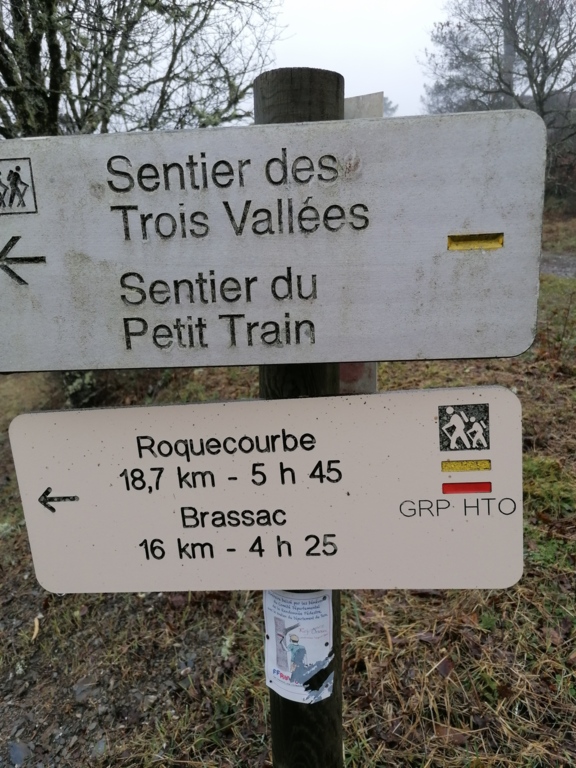 Sentier des
Trois Vallées
Sentier du
Petit Train
Roquecourbe
18,7 km - 5 h 45
Brassac
16 km - 4 h 25
GRP HTO